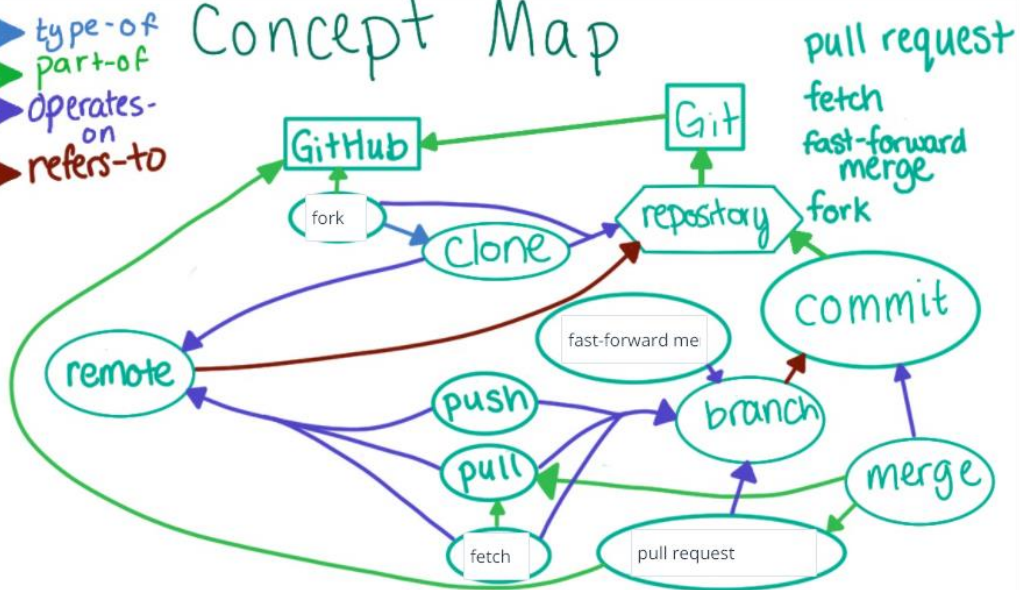 Concept Map
type-of
part-of
operates-
on
refers-to
pull request
fetch
fast-forward
merge
fork
GitHub
Git
fork
clone
repository
commit
fast-forward me
remote
push
branch
pull
merge
fetch
pull request